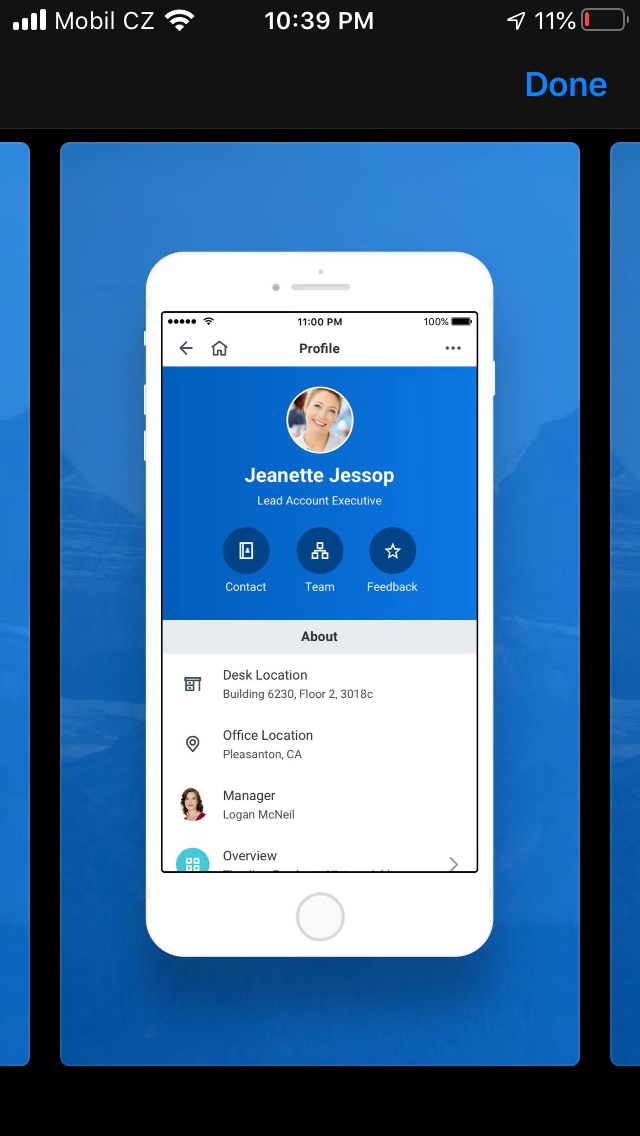 Mobil CZ 10:39 PM 11%
Done
11:00 PM 100%
Profile
Jeanette Jessop
Lead Account Executive
Contact Team Feedback
About
Desk Location
Building 6230, Floor 2, 3018c
Office Location
Pleasanton, CA
Manager
Logan McNeil
Overview